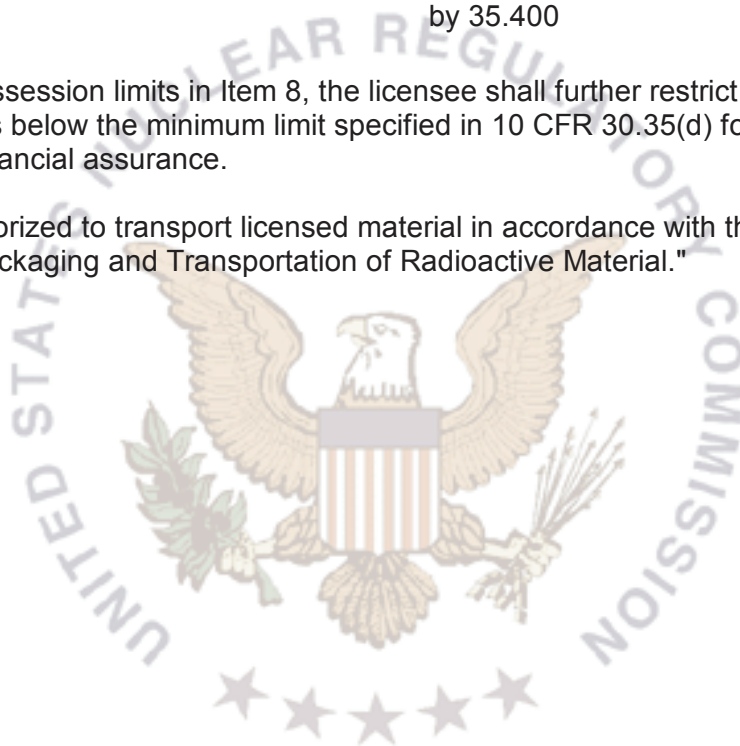 by 35.400
ssession limits in Item 8, the licensee shall further restrict
s below the minimum limit specified in 10 CFR 30.35(d) fo
ancial assurance.
orized to transport licensed material in accordance with th
ckaging and Transportation of Radioactive Material."
UNITED STATES NUCLEAR REGULATORY COMMISSION